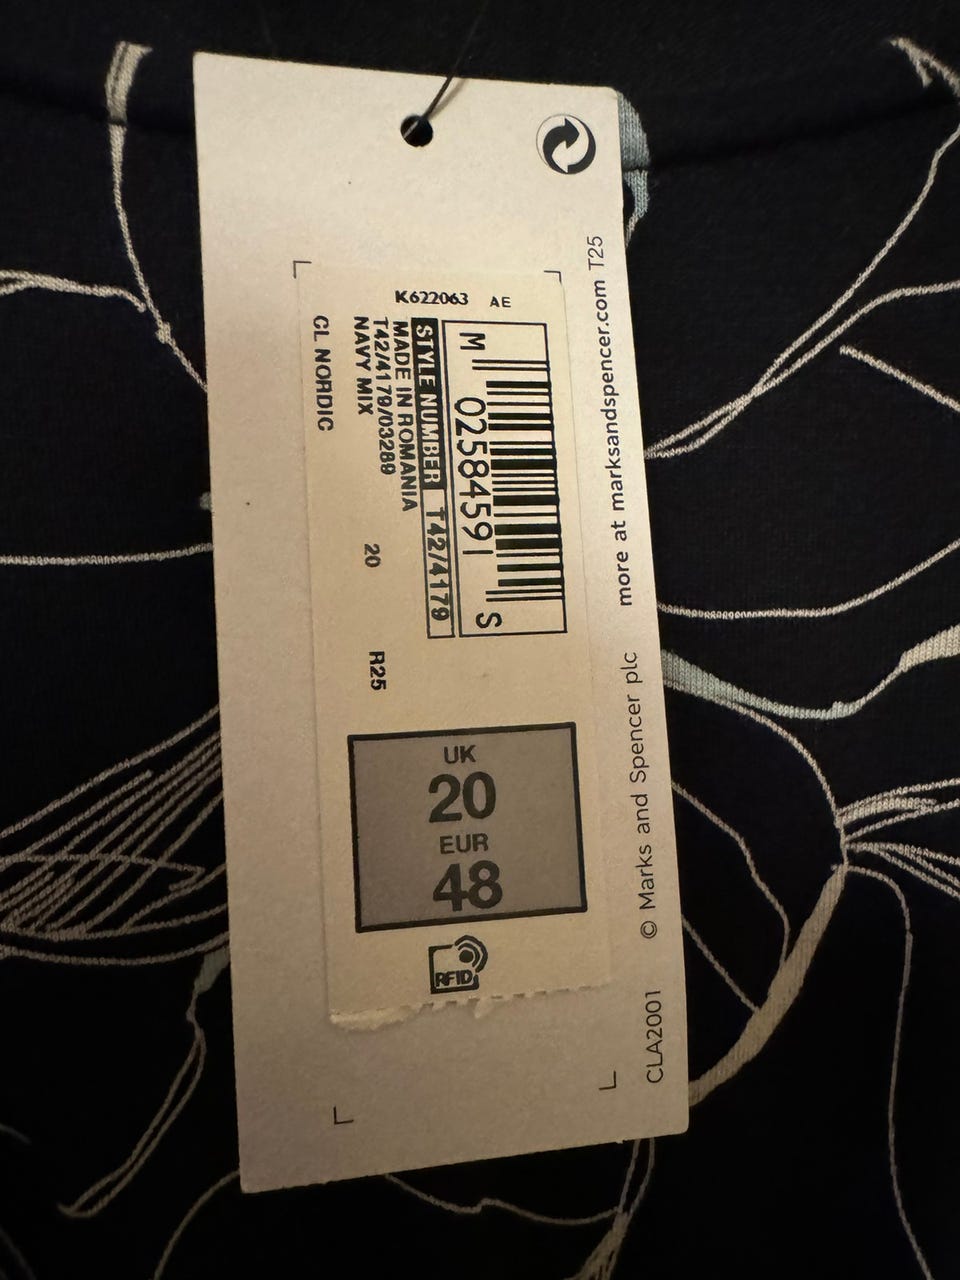 K622063 AE
M 02584591 S
STYLE NUMBER T42/4179
MADE IN ROMANIA
T42/4179/03280 20 R25
NAVY MIX
CL NORDIC
UK
20
EUR
48
RFID
CLA2001 © Marks and Spencer plc more at marksandspencer.com T25